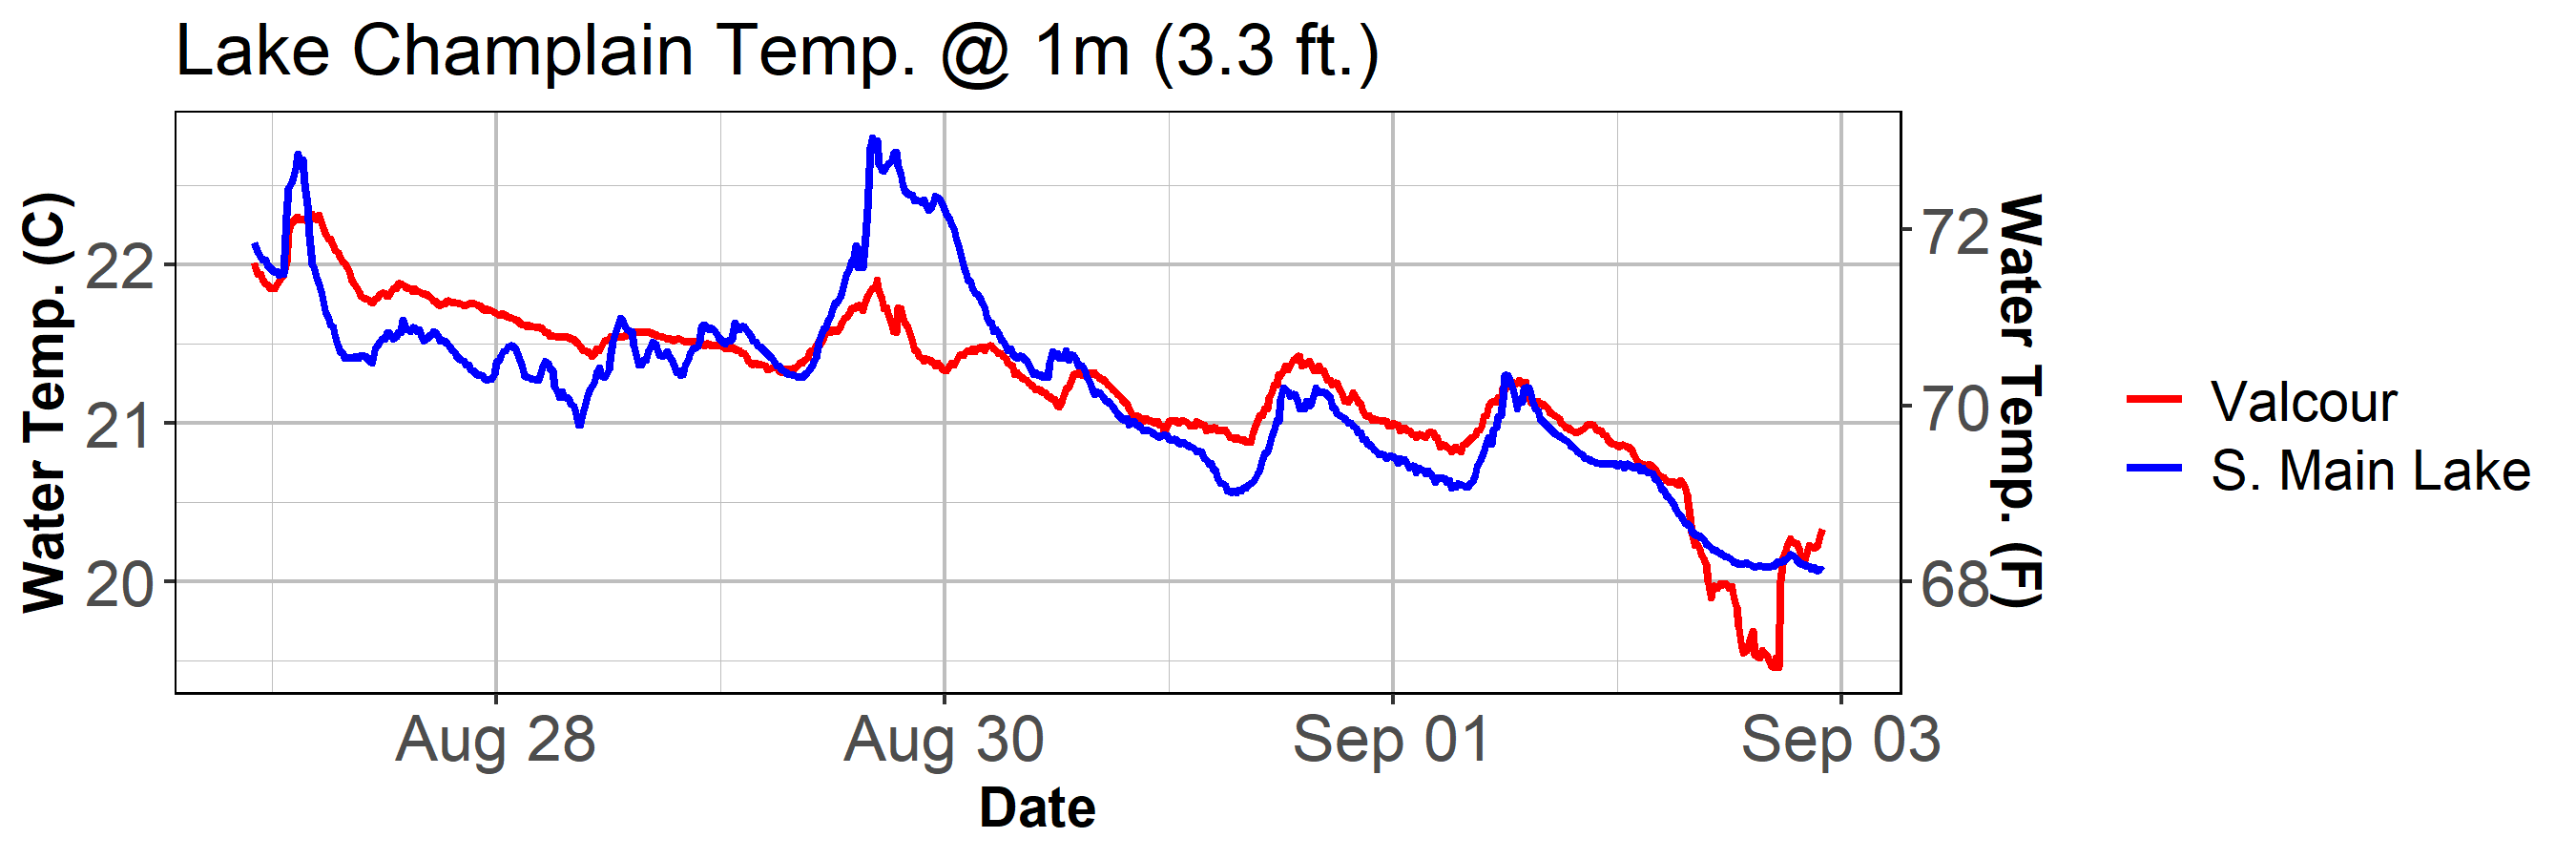 Lake Champlain Temp. @ 1m (3.3 ft.)
Water Temp. (C)
22
21
20
72
70
68
Water Temp. (F)
Aug 28
Aug 30
Sep 01
Sep 03
Date
Valcour
S. Main Lake